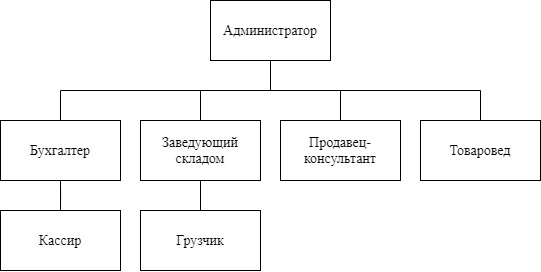 Администратор
Бухгалтер
Заведующий
складом
Продавец-
консультант
Товаровед
Кассир
Грузчик